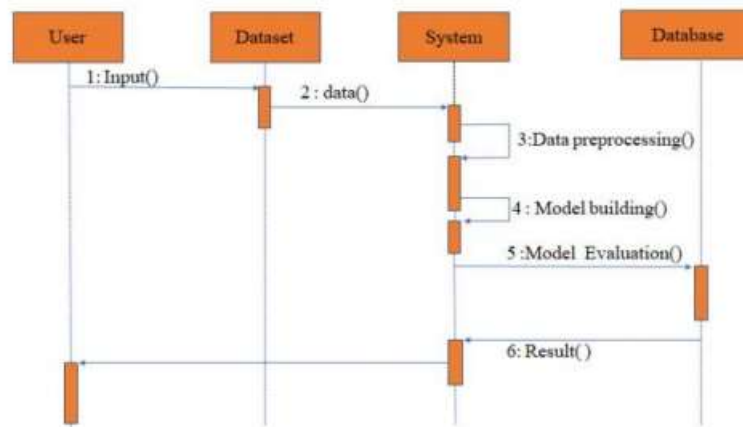 User
Dataset
System
Database
1: Input()
2 : data()
3:Data preprocessing()
4 : Model building()
5 :Model Evaluation()
6: Result( )